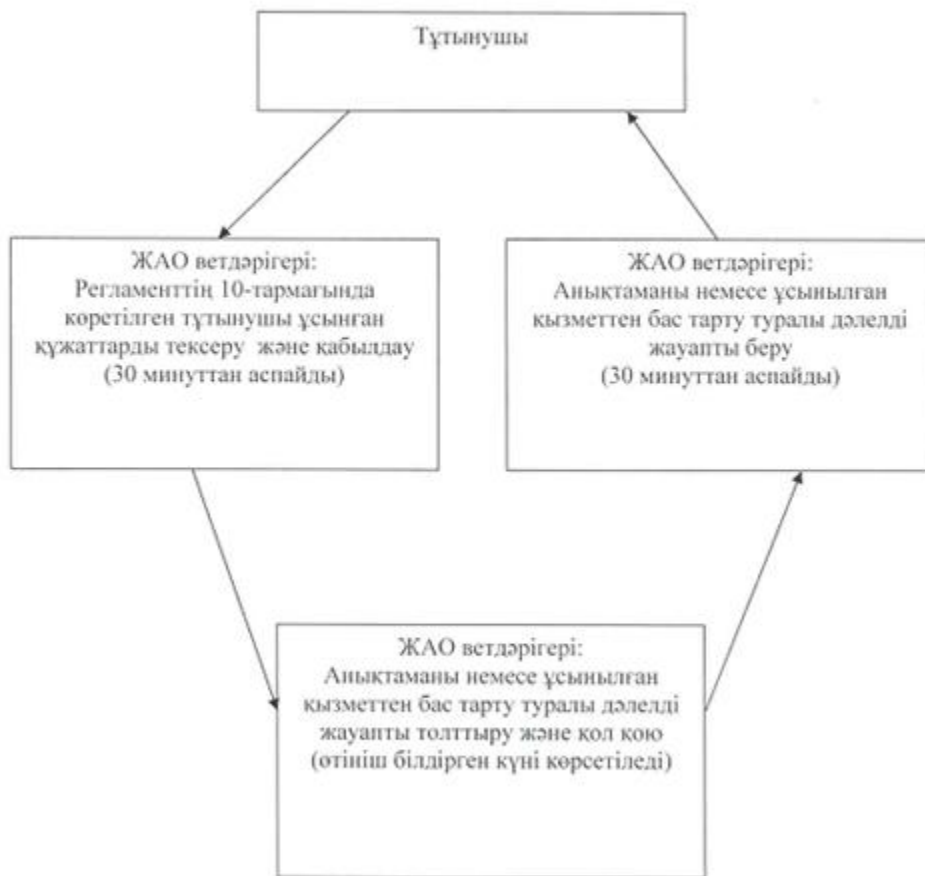 Тұтынушы
ЖАО ветдәрігері:
Регламенттің 10-тармағында
көретілген тұтынушы ұсынған
құжаттарды тексеру және қабылдау
(30 минуттан аспайды)
ЖАО ветдәрігері:
Анықтаманы немесе ұсынылған
қызметтен бас тарту туралы дәлелді
жауапты беру
(30 минуттан аспайды)
ЖАО ветдәрігері:
Анықтаманы немесе ұсынылған
қызметтен бас тарту туралы дәлелді
жауапты толттыру және қол қою
(өтініш білдірген күні көрсетіледі)